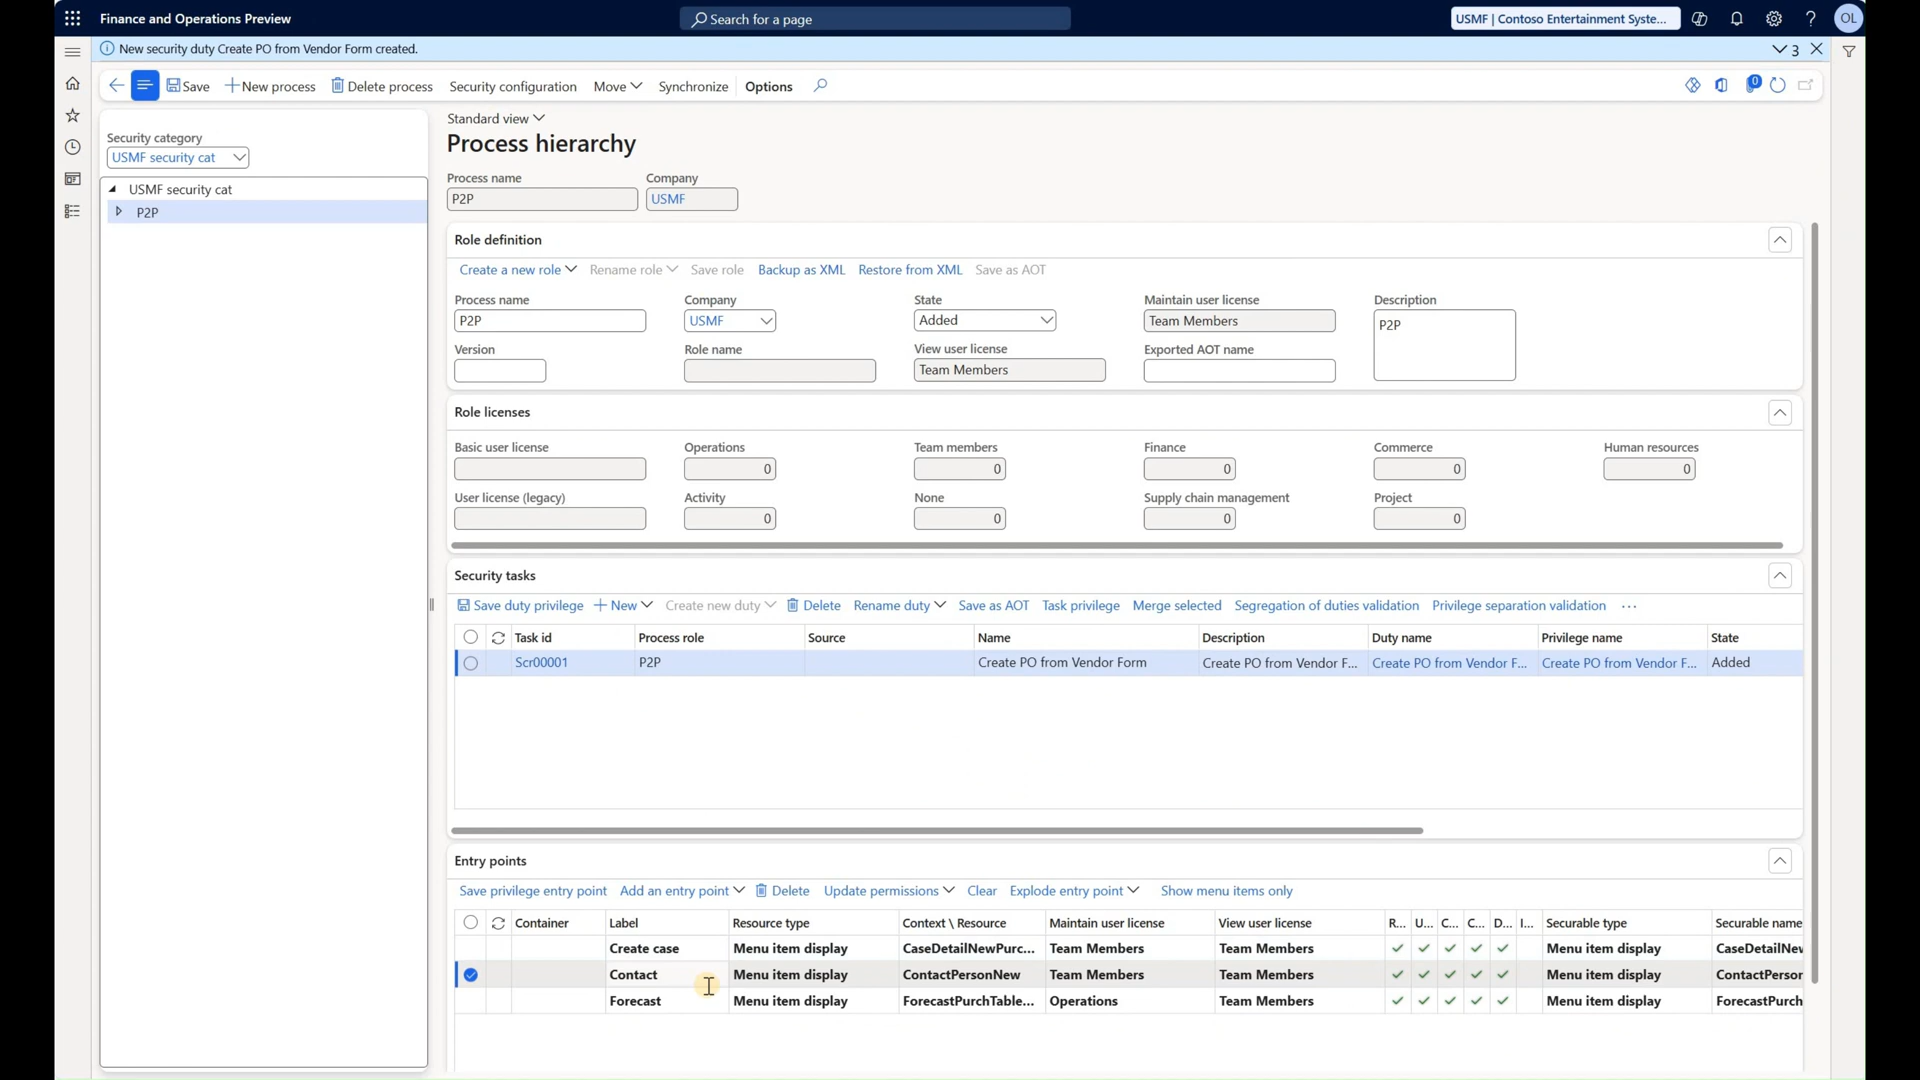 Finance and Operations Preview
Search for a page
USMF | Contoso Entertainment Syste...
OL
New security duty Create PO from Vendor Form created.
3
Save
New process
Delete process
Security configuration
Move
Synchronize
Options
0
Security category
USMF security cat
USMF security cat
P2P
Standard view
Process hierarchy
Process name
Company
P2P
USMF
Role definition
Create a new role
Rename role
Save role
Backup as XML
Restore from XML
Save as AOT
Process name
Company
State
Maintain user license
Description
P2P
USMF
Added
Team Members
P2P
Version
Role name
View user license
Exported AOT name
Team Members
Role licenses
Basic user license
Operations
Team members
Finance
Commerce
Human resources
0
0
0
0
0
User license (legacy)
Activity
None
Supply chain management
Project
0
0
0
0
Security tasks
Save duty privilege
New
Create new duty
Delete
Rename duty
Save as AOT
Task privilege
Merge selected
Segregation of duties validation
Privilege separation validation
...
Task id
Process role
Source
Name
Description
Duty name
Privilege name
State
Scr00001
P2P
Create PO from Vendor Form
Create PO from Vendor F...
Create PO from Vendor F...
Create PO from Vendor F...
Added
Entry points
Save privilege entry point
Add an entry point
Delete
Update permissions
Clear
Explode entry point
Show menu items only
Container
Label
Resource type
Context \ Resource
Maintain user license
View user license
R...
U...
C...
C...
D...
I...
Securable type
Securable name
Create case
Menu item display
CaseDetailNewPurc...
Team Members
Team Members
Menu item display
CaseDetailNew
Contact
Menu item display
ContactPersonNew
Team Members
Team Members
Menu item display
ContactPerson
Forecast
Menu item display
ForecastPurchTable...
Operations
Team Members
Menu item display
ForecastPurch